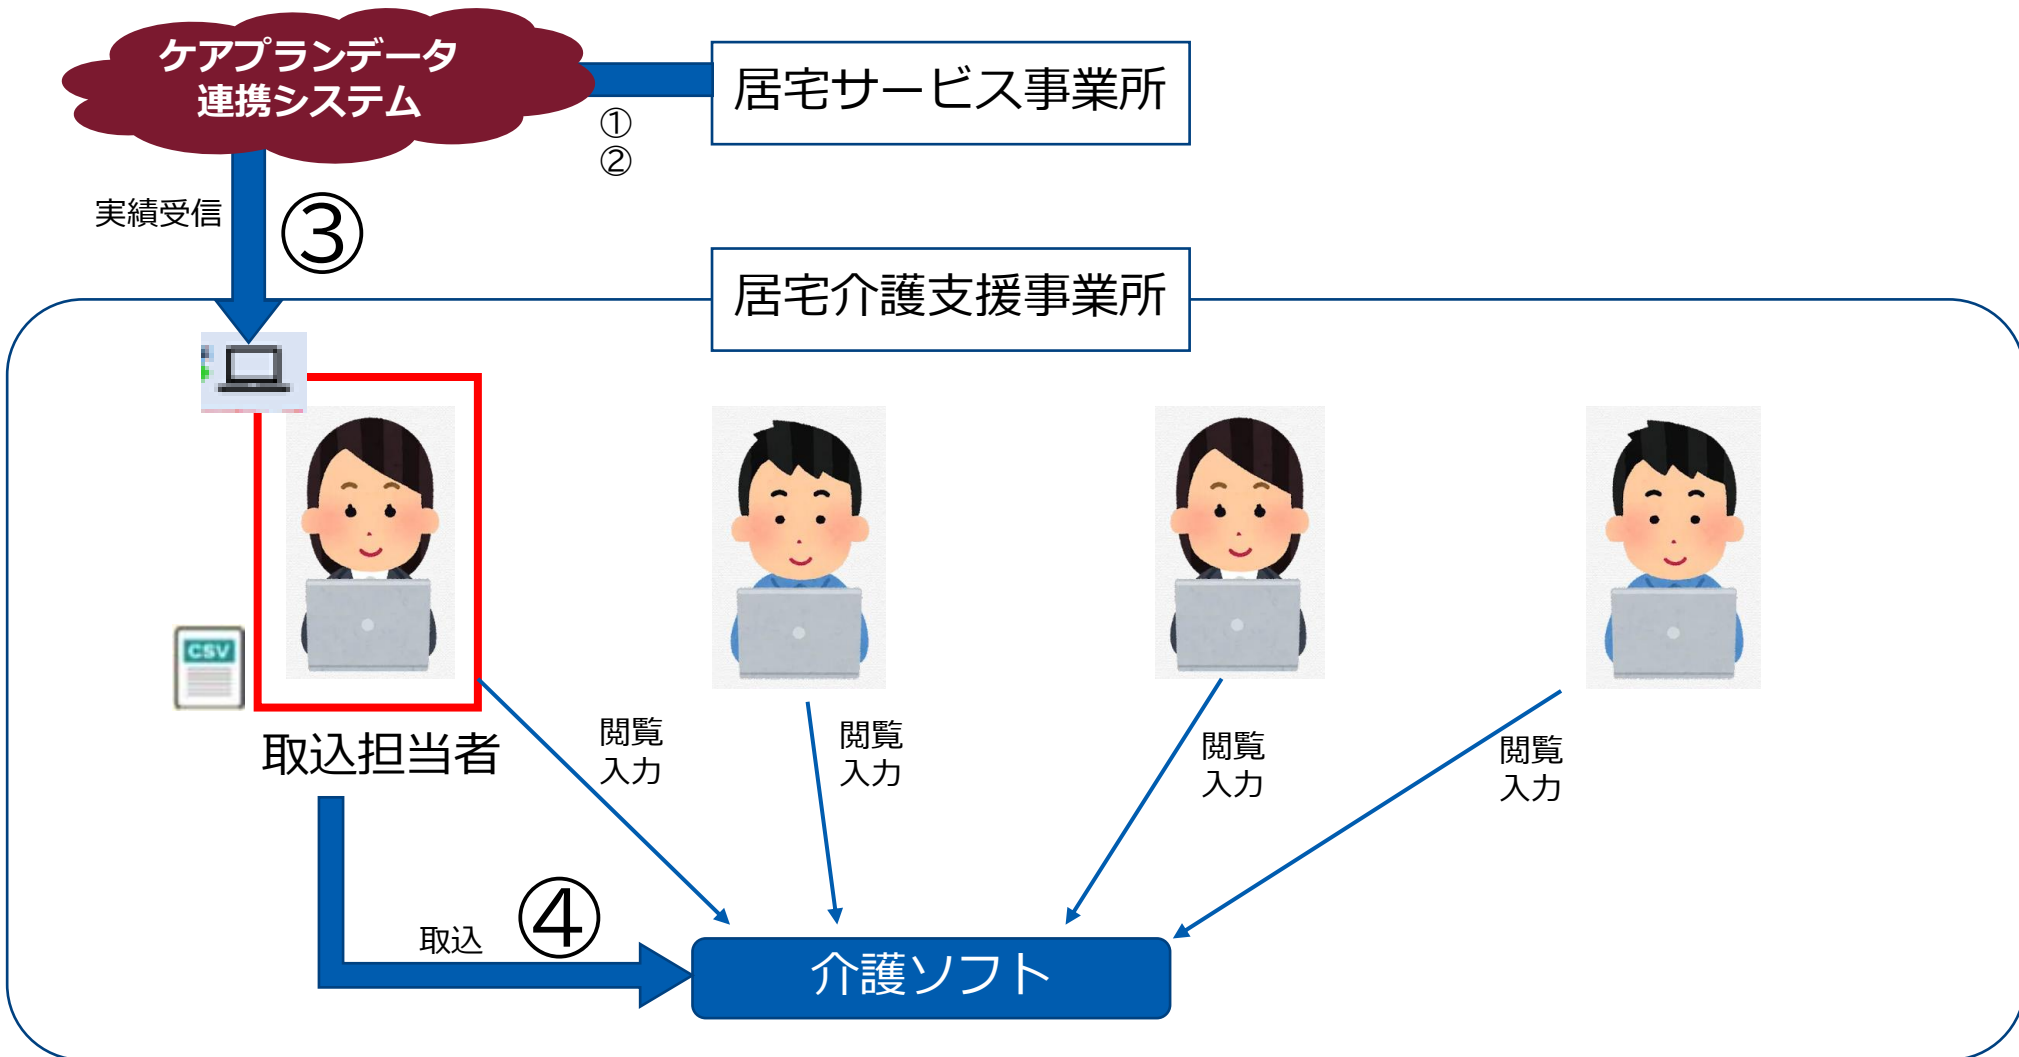 ケアプランデータ
連携システム
居宅サービス事業所
①
②
実績受信
③
居宅介護支援事業所
CSV
取込担当者
閲覧
入力
閲覧
入力
閲覧
入力
閲覧
入力
取込
④
介護ソフト